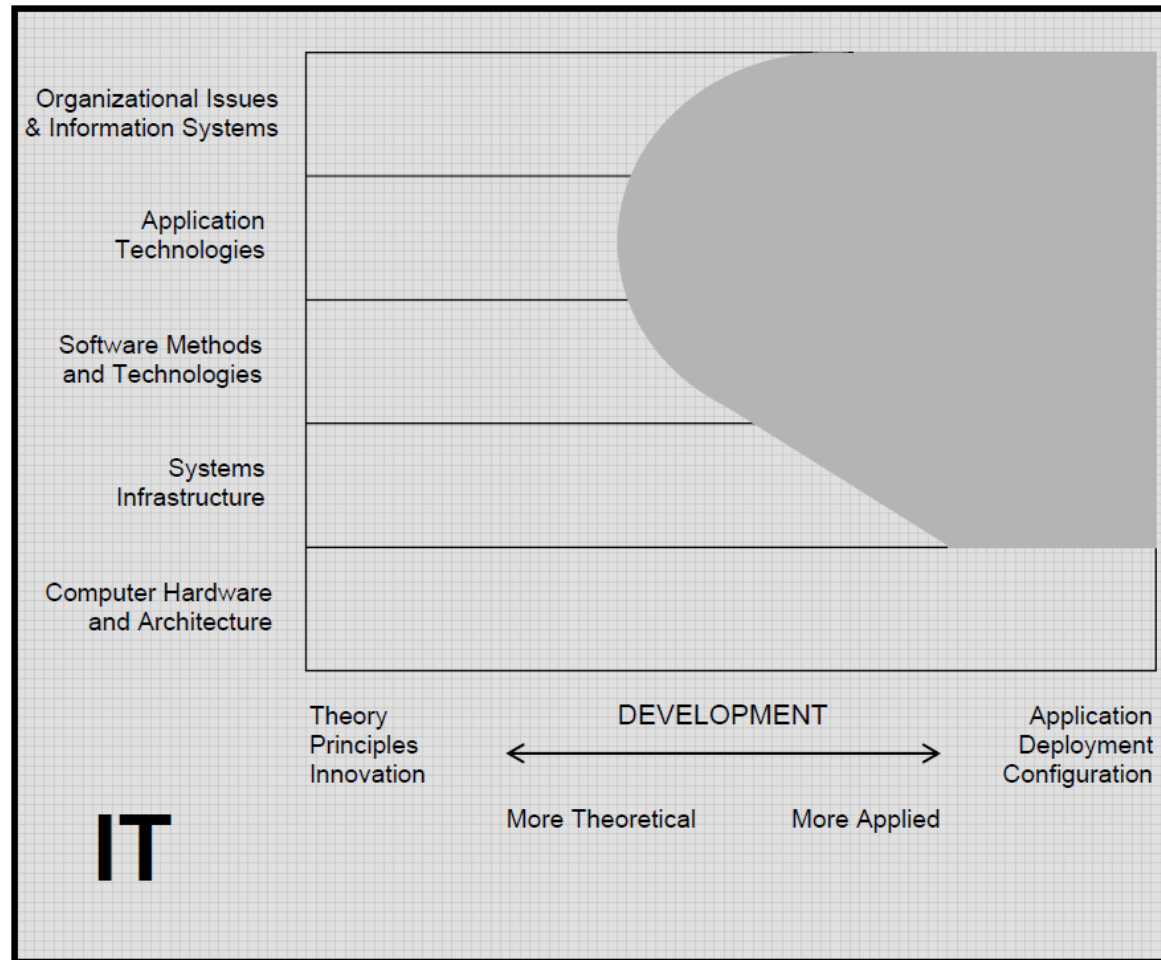 Organizational Issues
& Information Systems
Application
Technologies
Software Methods
and Technologies
Systems
Infrastructure
Computer Hardware
and Architecture
Theory
Principles
Innovation
DEVELOPMENT
Application
Deployment
Configuration
More Theoretical
More Applied
IT